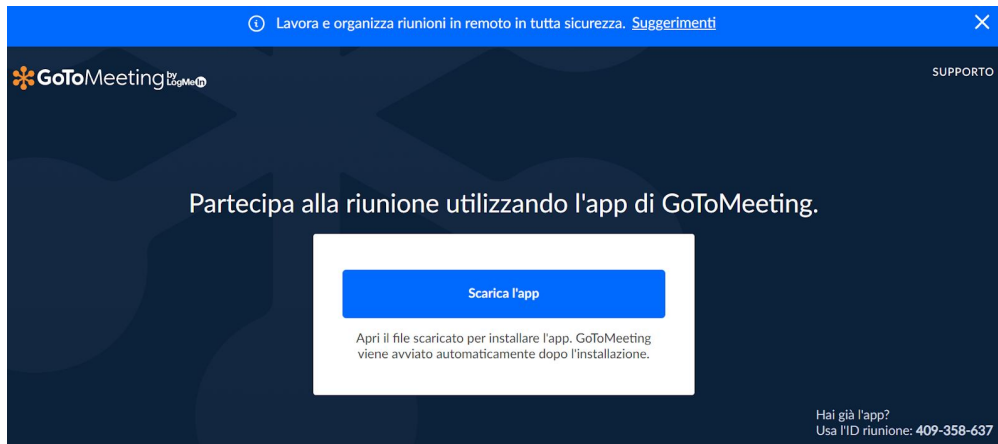 Lavora e organizza riunioni in remoto in tutta sicurezza. Suggerimenti
GoToMeeting by LogMeIn
SUPPORTO
Partecipa alla riunione utilizzando l'app di GoToMeeting.
Scarica l'app
Apri il file scaricato per installare l'app. GoToMeeting
viene avviato automaticamente dopo l'installazione.
Hai già l'app?
Usa l'ID riunione: 409-358-637